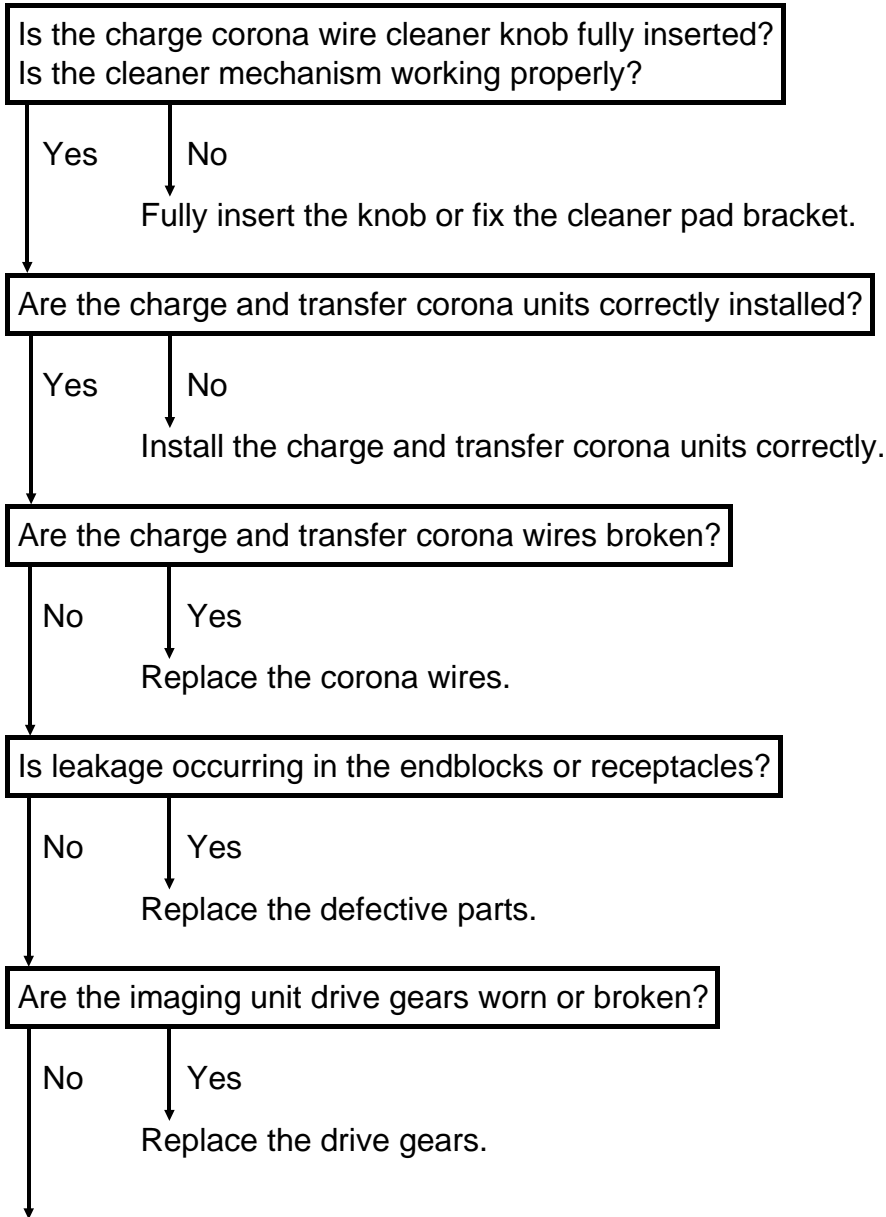 Is the charge corona wire cleaner knob fully inserted?
Is the cleaner mechanism working properly?
Yes No
Fully insert the knob or fix the cleaner pad bracket.
Are the charge and transfer corona units correctly installed?
Yes No
Install the charge and transfer corona units correctly.
Are the charge and transfer corona wires broken?
No Yes
Replace the corona wires.
Is leakage occurring in the endblocks or receptacles?
No Yes
Replace the defective parts.
Are the imaging unit drive gears worn or broken?
No Yes
Replace the drive gears.